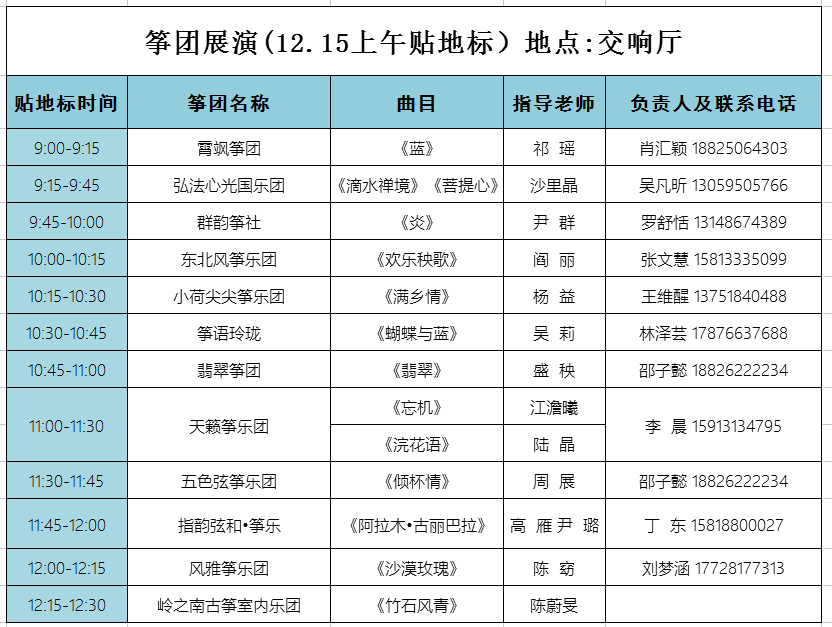 筝团展演(12.15上午贴地标）地点:交响厅
贴地标时间 筝团名称 曲目 指导老师 负责人及联系电话
9:00-9:15 霄飒筝团 《蓝》 祁 瑶 肖汇颖 18825064303
9:15-9:45 弘法心光国乐团 《滴水禅境》《菩提心》 沙里晶 吴凡昕 13059505766
9:45-10:00 群韵筝社 《炎》 尹 群 罗舒恬 13148674389
10:00-10:15 东北风筝乐团 《欢乐秧歌》 阎 丽 张文慧 15813335099
10:15-10:30 小荷尖尖筝乐团 《满乡情》 杨 益 王维醒 13751840488
10:30-10:45 筝语玲珑 《蝴蝶与蓝》 吴 莉 林泽芸 17876637688
10:45-11:00 翡翠筝团 《翡翠》 盛 秧 邵子懿 18826222234
11:00-11:30 天籁筝乐团 《忘机》 江澹曦 李 晨 15913134795
《浣花语》 陆 晶
11:30-11:45 五色弦筝乐团 《倾杯情》 周 展 邵子懿 18826222234
11:45-12:00 指韵弦和•筝乐 《阿拉木•古丽巴拉》 高 雁 尹 璐 丁 东 15818800027
12:00-12:15 风雅筝乐团 《沙漠玫瑰》 陈 窈 刘梦涵 17728177313
12:15-12:30 岭之南古筝室内乐团 《竹石风青》 陈蔚旻